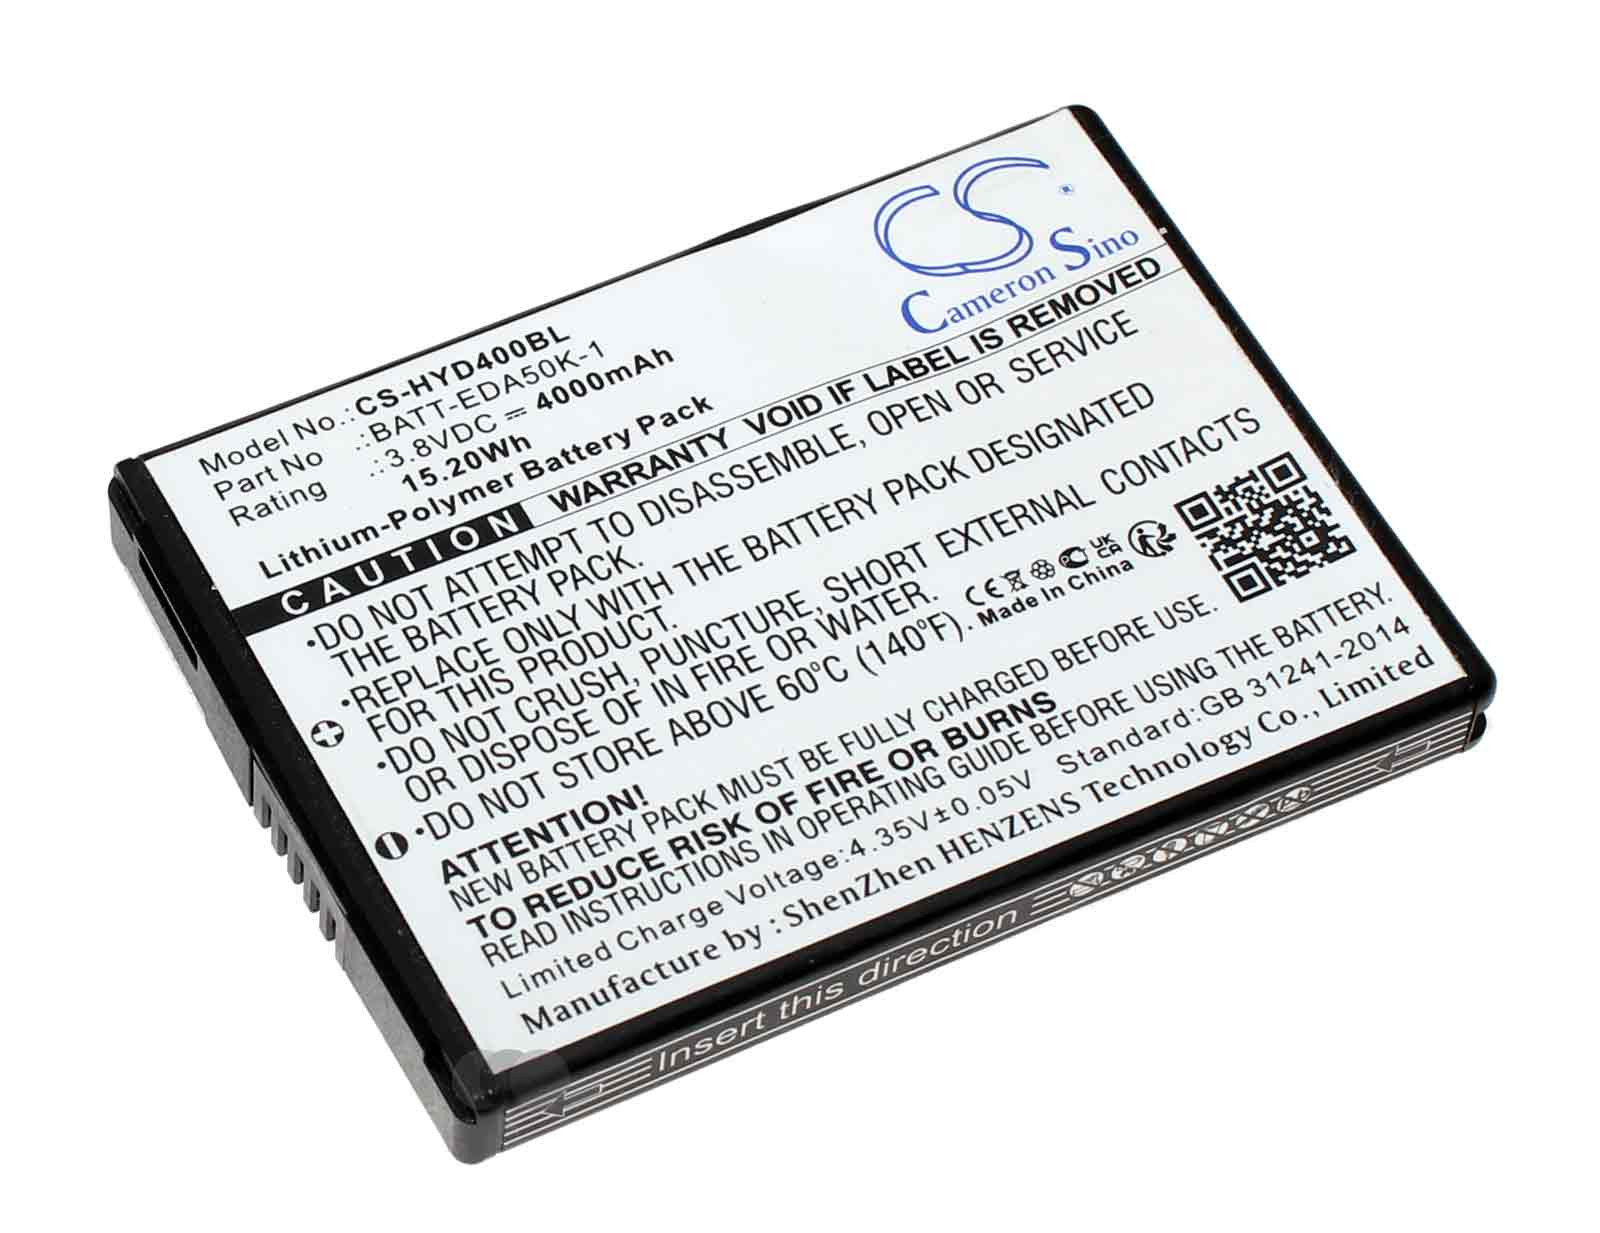 CS
®
Cameron Sino
Model No.:CS-HYD400BL
Part No .:BATT-EDA50K-1
Rating .:3.8VDC ⎓ 4000mAh
15.20Wh
Lithium-Polymer Battery Pack
CAUTION WARRANTY VOID IF LABEL IS REMOVED
•DO NOT ATTEMPT TO DISASSEMBLE, OPEN OR SERVICE
THE BATTERY PACK.
•REPLACE ONLY WITH THE BATTERY PACK DESIGNATED
FOR THIS PRODUCT.
•DO NOT CRUSH, PUNCTURE, SHORT EXTERNAL CONTACTS
OR DISPOSE OF IN FIRE OR WATER.
•DO NOT STORE ABOVE 60°C (140°F).
CE UK CA
Made In China
+
-
ATTENTION!
NEW BATTERY PACK MUST BE FULLY CHARGED BEFORE USE.
TO REDUCE RISK OF FIRE OR BURNS
READ INSTRUCTIONS IN OPERATING GUIDE BEFORE USING THE BATTERY.
Limited Charge Voltage:4.35V±0.05V Standard:GB 31241-2014
Manufacture by : ShenZhen HENZENS Technology Co., Limited
Insert this direction